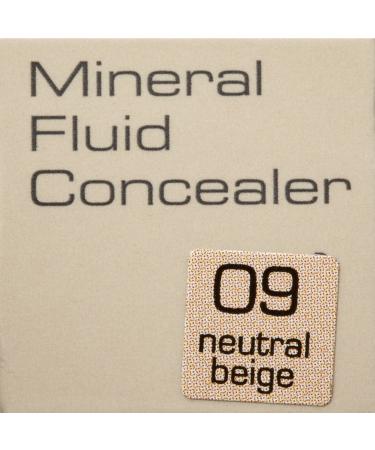 Mineral
Fluid
Concealer
09
neutral
beige